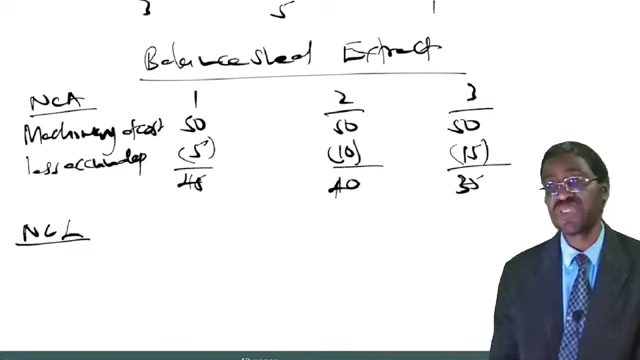 3 5 1
Balance Sheet Extract
NCA 1 2 3
Machinery at cost 50 50 50
less accum dep (5) (10) (15)
45 40 35
NCL